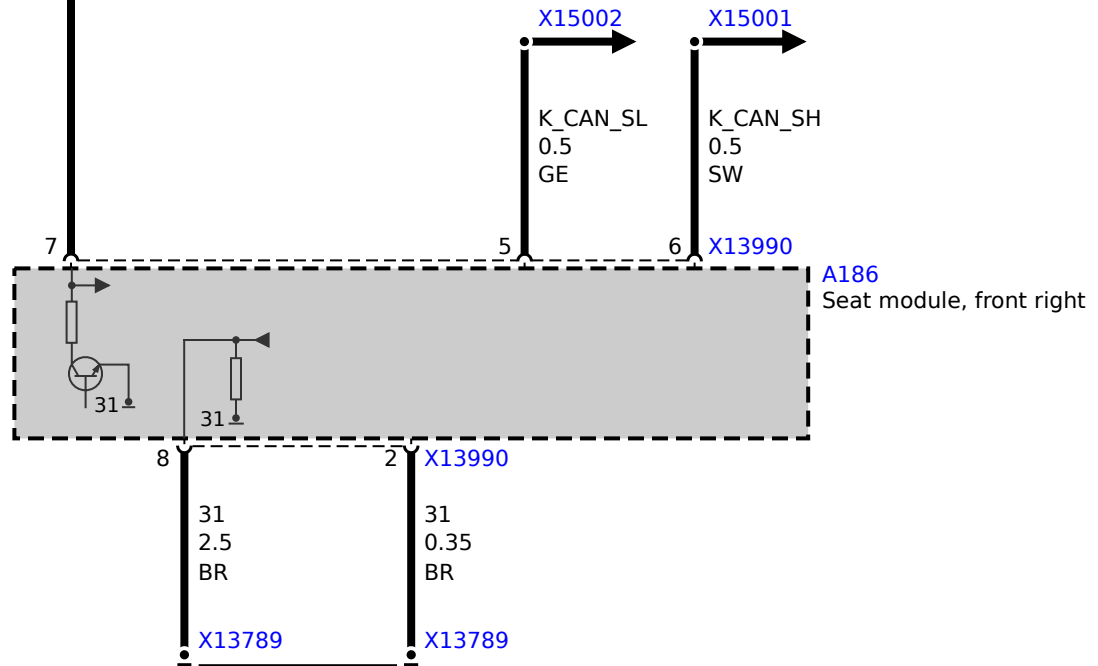 X15002
X15001
K_CAN_SL
0.5
GE
K_CAN_SH
0.5
SW
7
5
6
X13990
A186
Seat module, front right
31
31
8
2
X13990
31
2.5
BR
31
0.35
BR
X13789
X13789